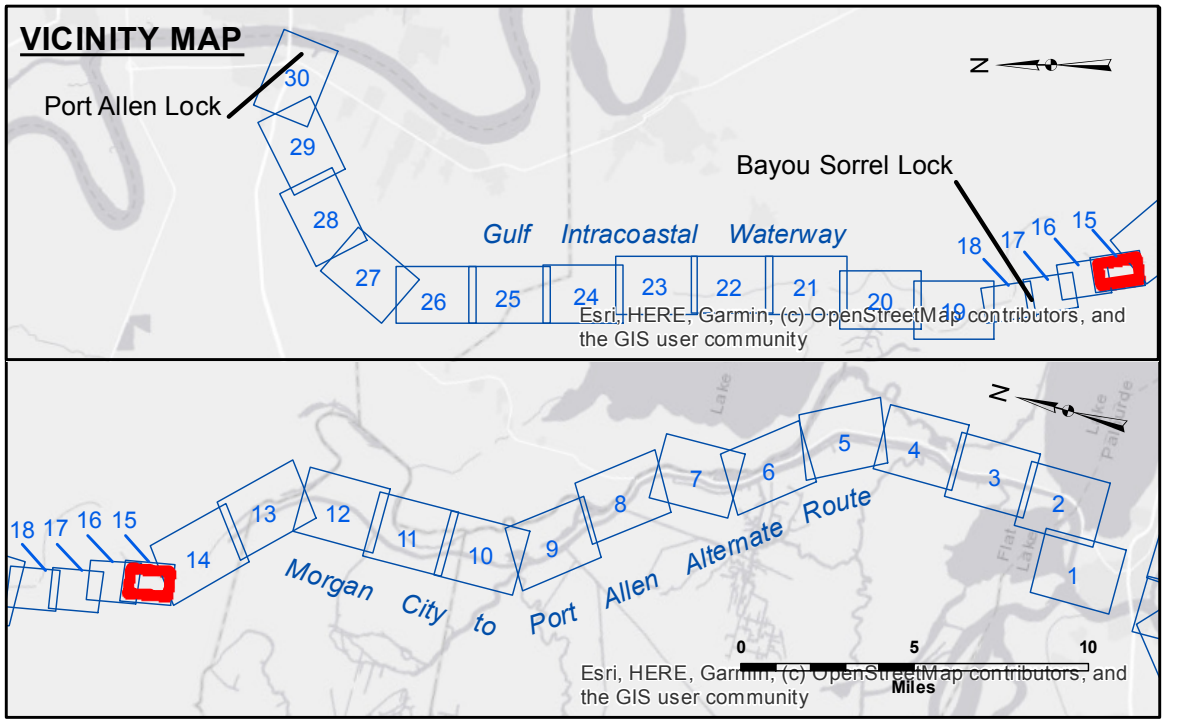 VICINITY MAP
30
Port Allen Lock
N
29
Bayou Sorrel Lock
28
Gulf Intracoastal Waterway
15
16
17
18
27
26
25
24
23
22
21
20
19
Esri, HERE, Garmin, (c) OpenStreetMap contributors, and
the GIS user community
Lake
N
Lake
Palourde
5
4
13
12
7
6
3
8
2
18
17
16
15
14
11
10
9
Flat
Lake
1
Morgan City to Port Allen Alternate Route
0
5
10
Miles
Esri, HERE, Garmin, (c) OpenStreetMap contributors, and
the GIS user community